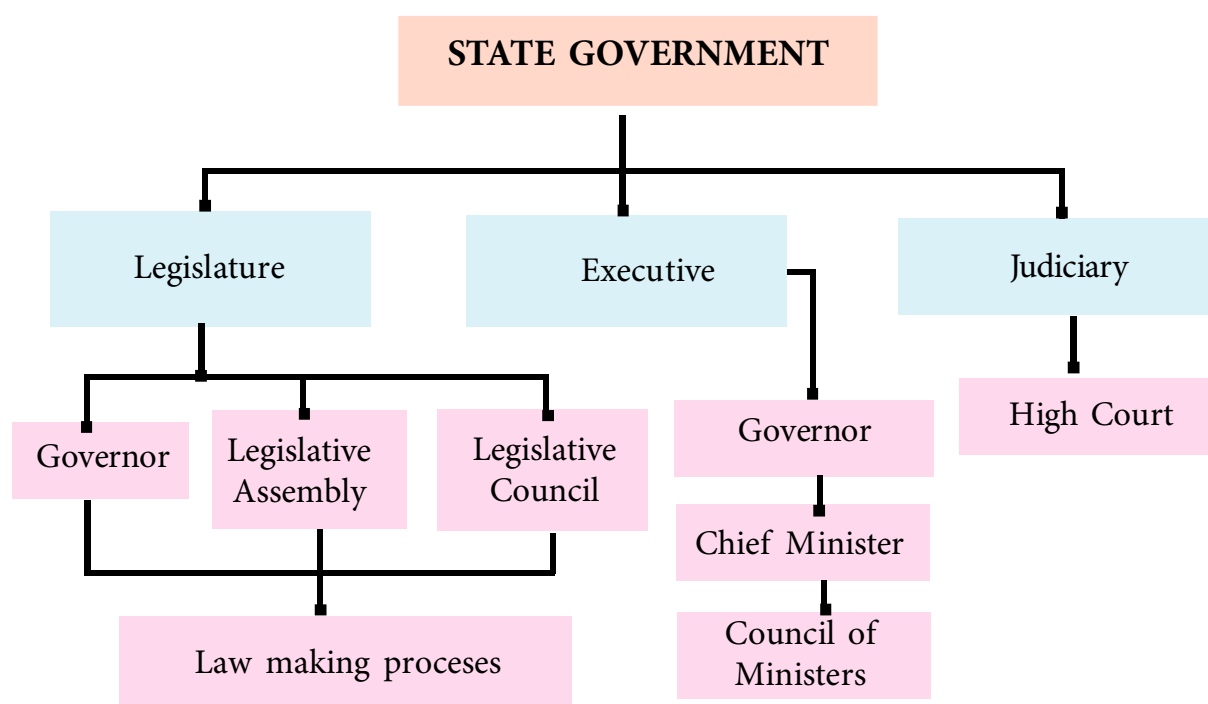 STATE GOVERNMENT
Legislature
Executive
Judiciary
Governor
Legislative
Assembly
Legislative
Council
Governor
High Court
Chief Minister
Law making proceses
Council of
Ministers